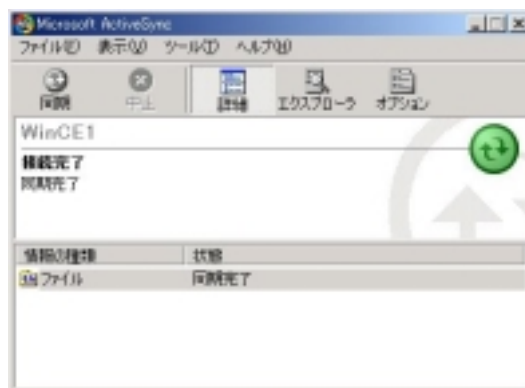 Microsoft ActiveSync
ファイル(F) 表示(V) ツール(T) ヘルプ(H)
同期 中止 詳細 エクスプローラ オプション
WinCE1
接続完了
同期完了
情報の種類 状態
ファイル 同期完了